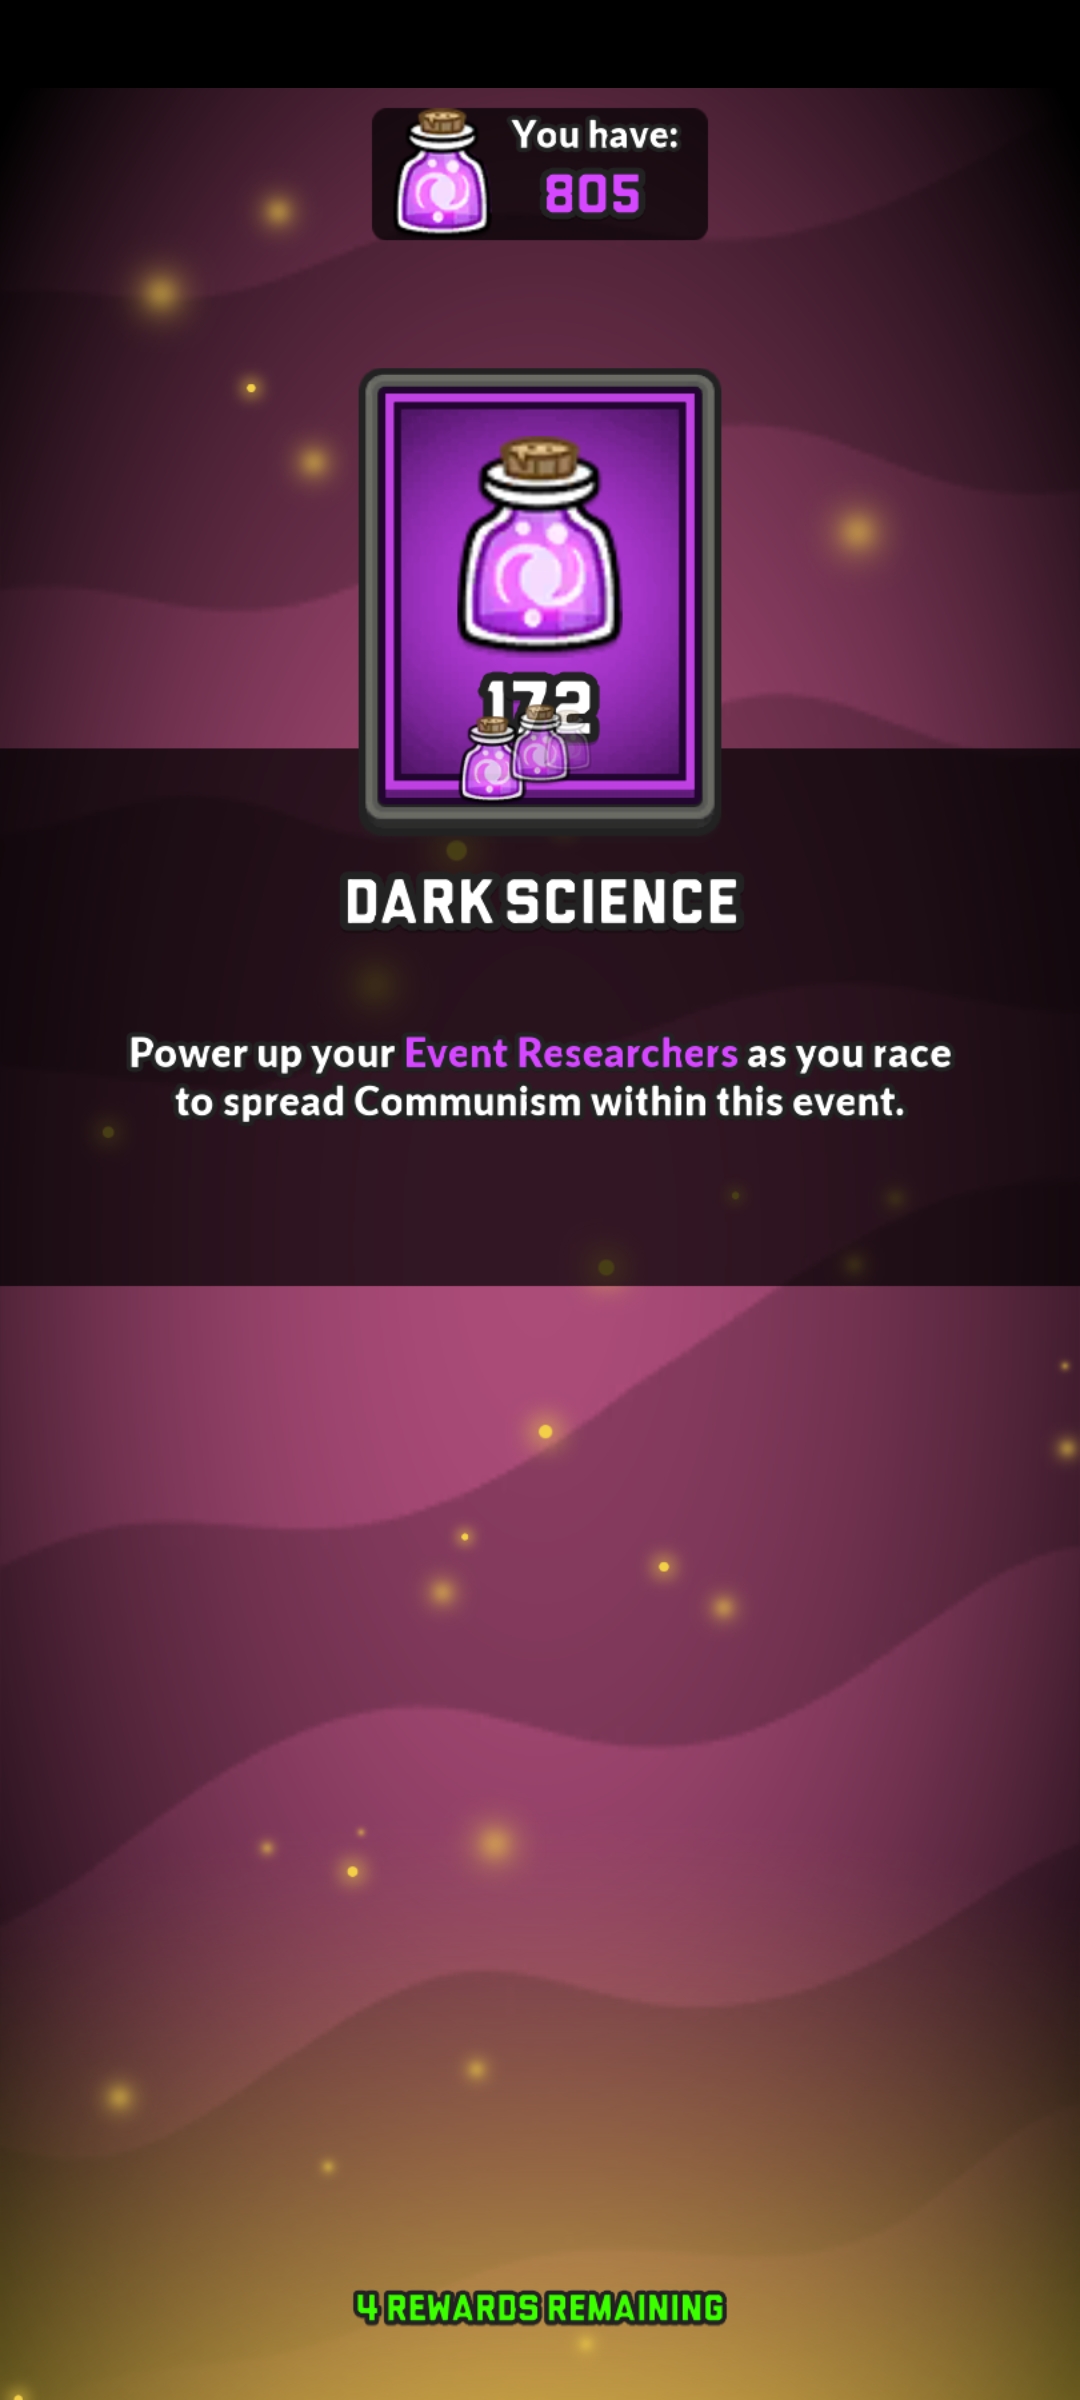 You have:
805
172
DARK SCIENCE
Power up your Event Researchers as you race
to spread Communism within this event.
4 REWARDS REMAINING